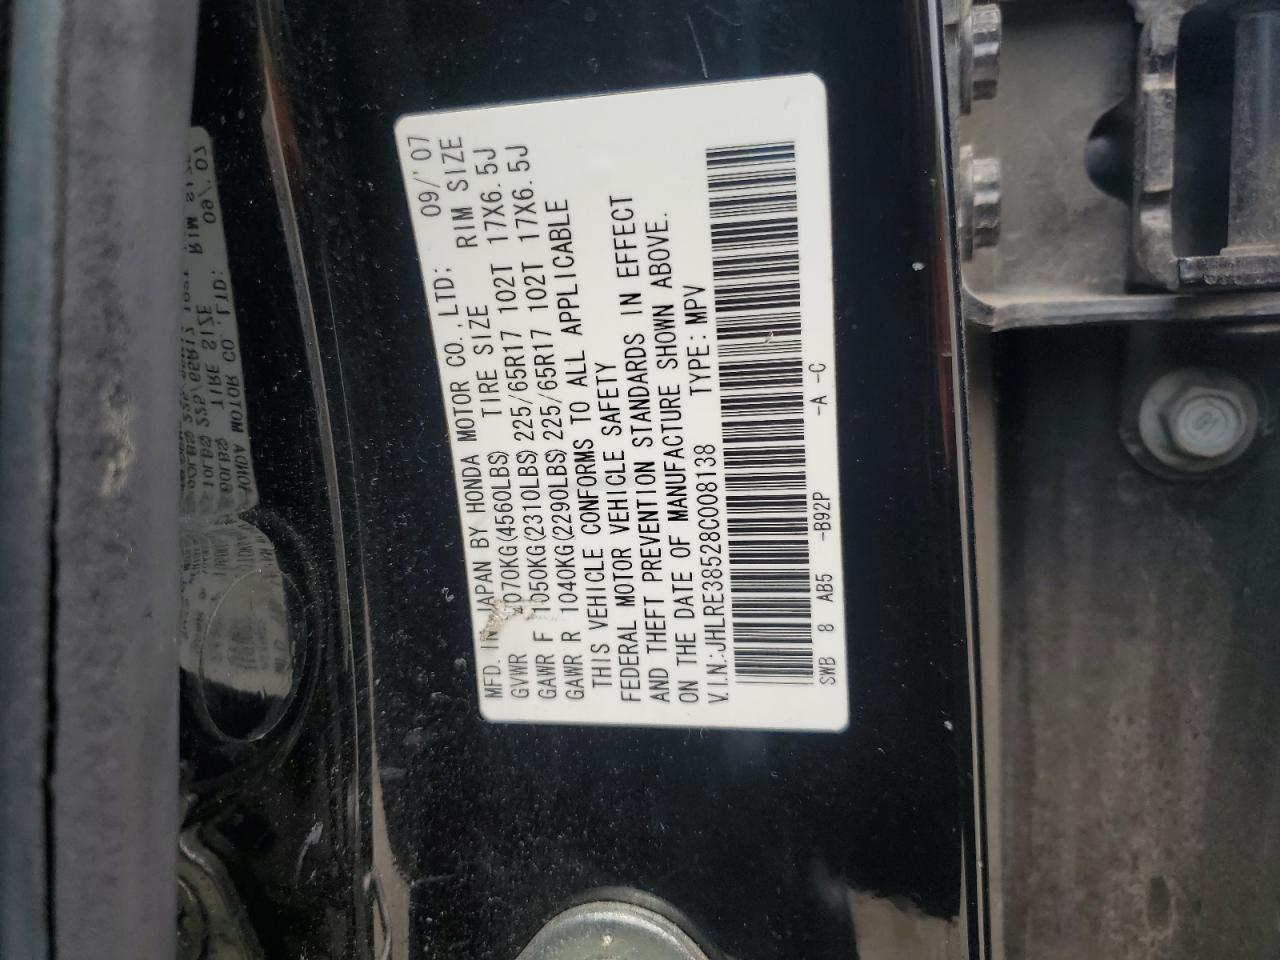 MFD. IN JAPAN BY HONDA MOTOR CO.,LTD; 09/'07
GVWR 2070KG(4560LBS) TIRE SIZE RIM SIZE
GAWR F 1050KG(2310LBS) 225/65R17 102T 17X6.5J
GAWR R 1040KG(2290LBS) 225/65R17 102T 17X6.5J
THIS VEHICLE CONFORMS TO ALL APPLICABLE
FEDERAL MOTOR VEHICLE SAFETY
AND THEFT PREVENTION STANDARDS IN EFFECT
ON THE DATE OF MANUFACTURE SHOWN ABOVE.
V.I.N.:JHLRE38528C008138 TYPE:MPV
SWB 8 AB5 -B92P -A -C